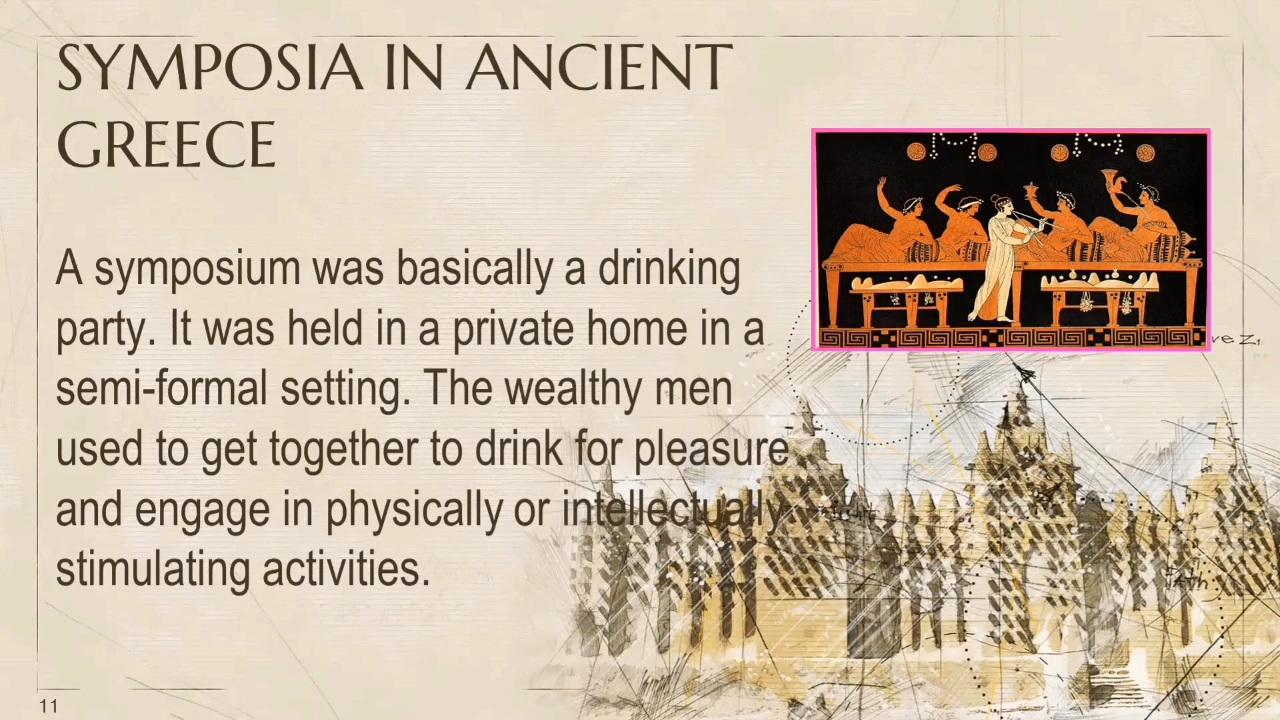 SYMPOSIA IN ANCIENT
GREECE
A symposium was basically a drinking
party. It was held in a private home in a
semi-formal setting. The wealthy men
used to get together to drink for pleasure
and engage in physically or intellectually
stimulating activities.
11